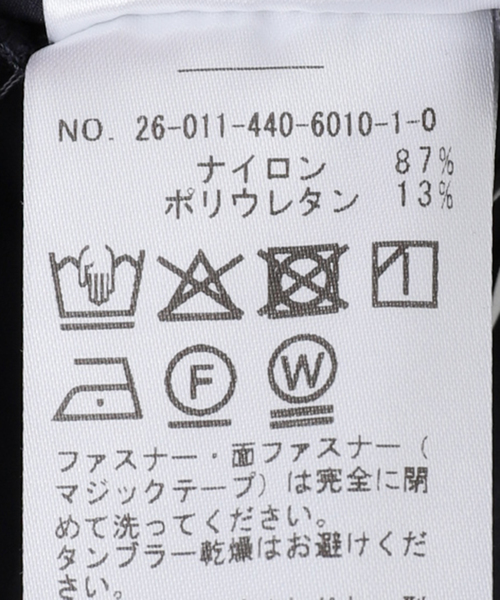 NO. 26-011-440-6010-1-0
ナイロン 87%
ポリウレタン 13%
F
W
ファスナー・面ファスナー(
マジックテープ)は完全に閉
めて洗ってください。
タンブラー乾燥はお避けくだ
さい。